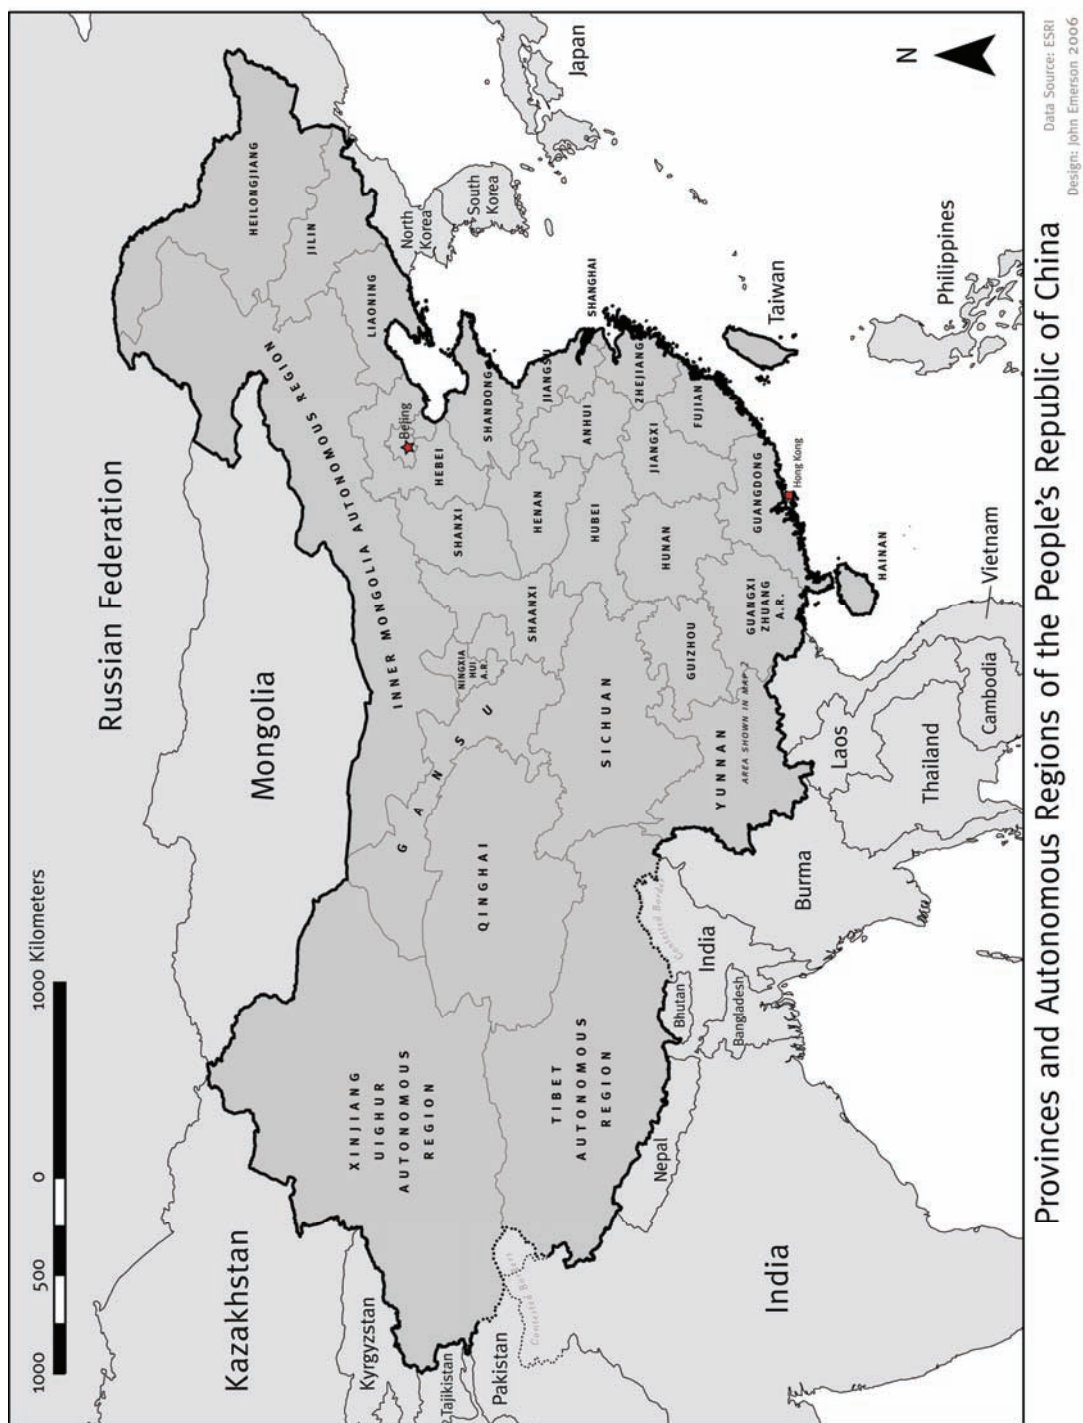 Russian Federation
Mongolia
Kazakhstan
Kyrgyzstan
Tajikistan
Pakistan
India
Nepal
Bhutan
Bangladesh
India
Burma
Laos
Thailand
Cambodia
Vietnam
Philippines
Taiwan
Japan
North
Korea
South
Korea
HEILONGJIANG
JILIN
LIAONING
INNER MONGOLIA AUTONOMOUS REGION
Beijing
HEBEI
SHANDONG
SHANXI
HENAN
JIANGSU
SHANGHAI
ANHUI
2HEJIANG
HUBEI
JIANGXI
FUJIAN
HUNAN
GUANGDONG
Hong Kong
HAINAN
GUANGXI
ZHUANG
A.R.
GUIZHOU
YUNNAN
AREA SHOWN IN MAP 2
SICHUAN
SHAANXI
NINGXIA
HUI
A.R.
GANSU
QINGHAI
XINJIANG
UIGHUR
AUTONOMOUS
REGION
TIBET
AUTONOMOUS
REGION
Contested Border
Contested Borders
1000 500 0 1000 Kilometers
N
Provinces and Autonomous Regions of the People's Republic of China
Data Source: ESRI
Design: John Emerson 2006